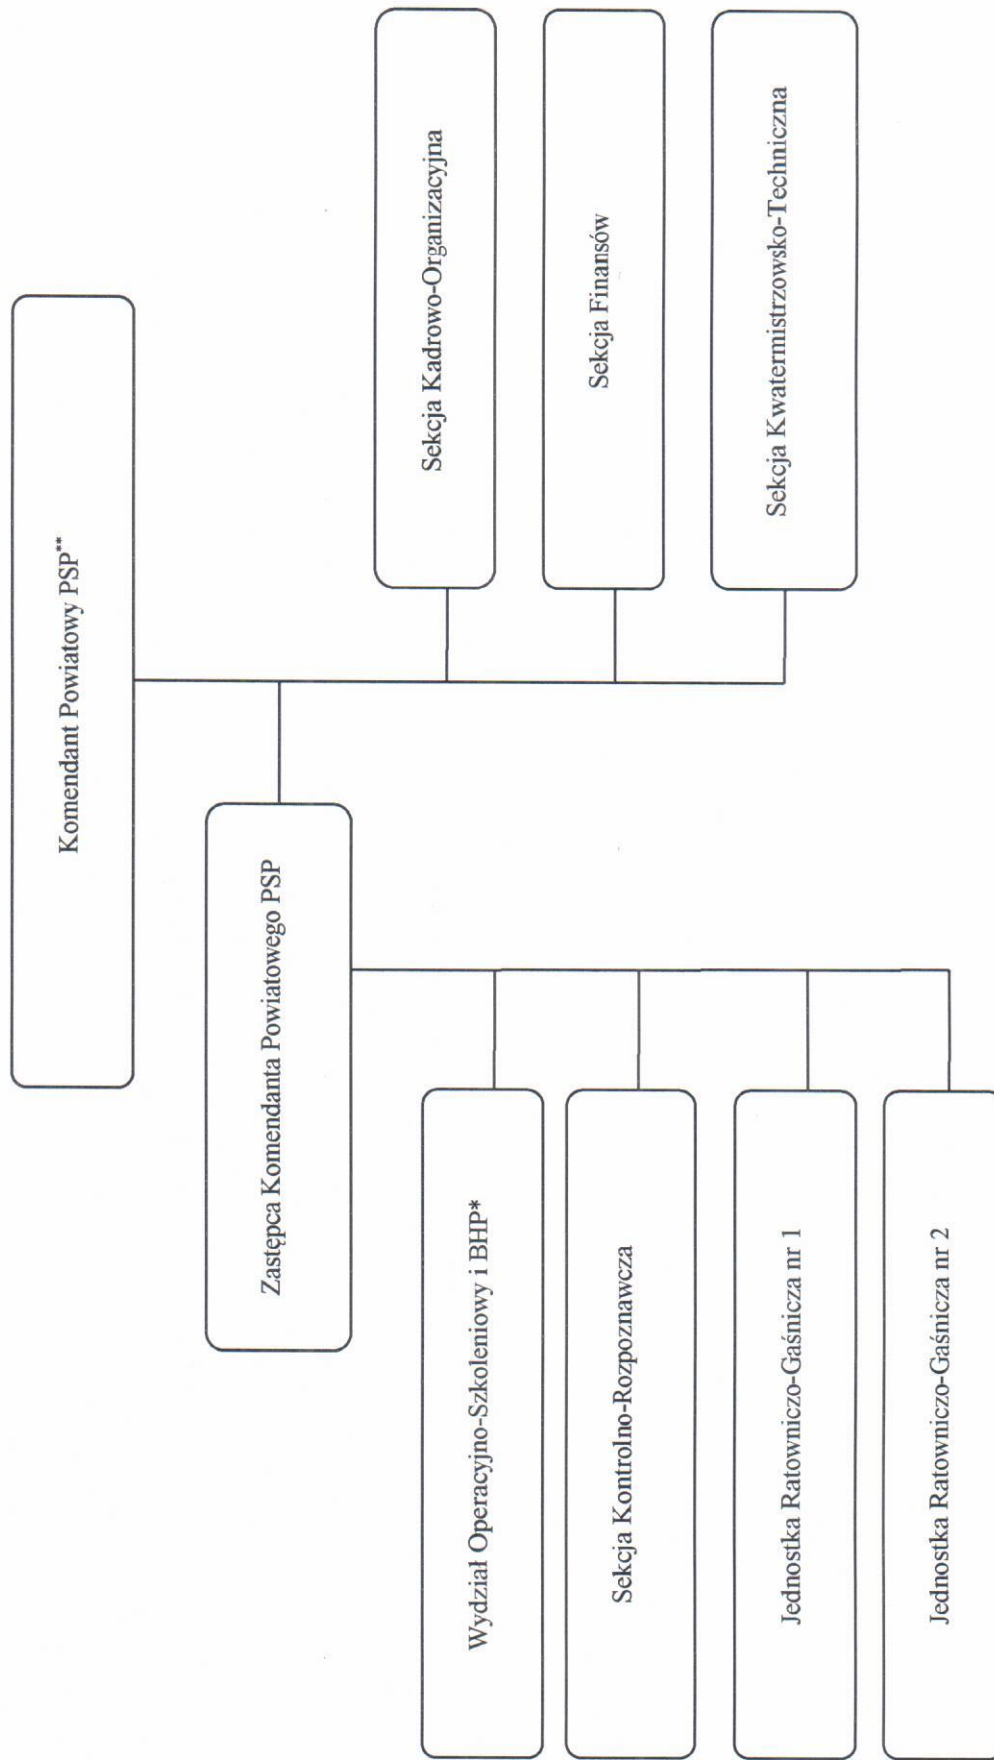 Komendant Powiatowy PSP**
Zastępca Komendanta Powiatowego PSP
Wydział Operacyjno-Szkoleniowy i BHP*
Sekcja Kontrolno-Rozpoznawcza
Jednostka Ratowniczo-Gaśnicza nr 1
Jednostka Ratowniczo-Gaśnicza nr 2
Sekcja Kadrowo-Organizacyjna
Sekcja Finansów
Sekcja Kwatermistrzowsko-Techniczna